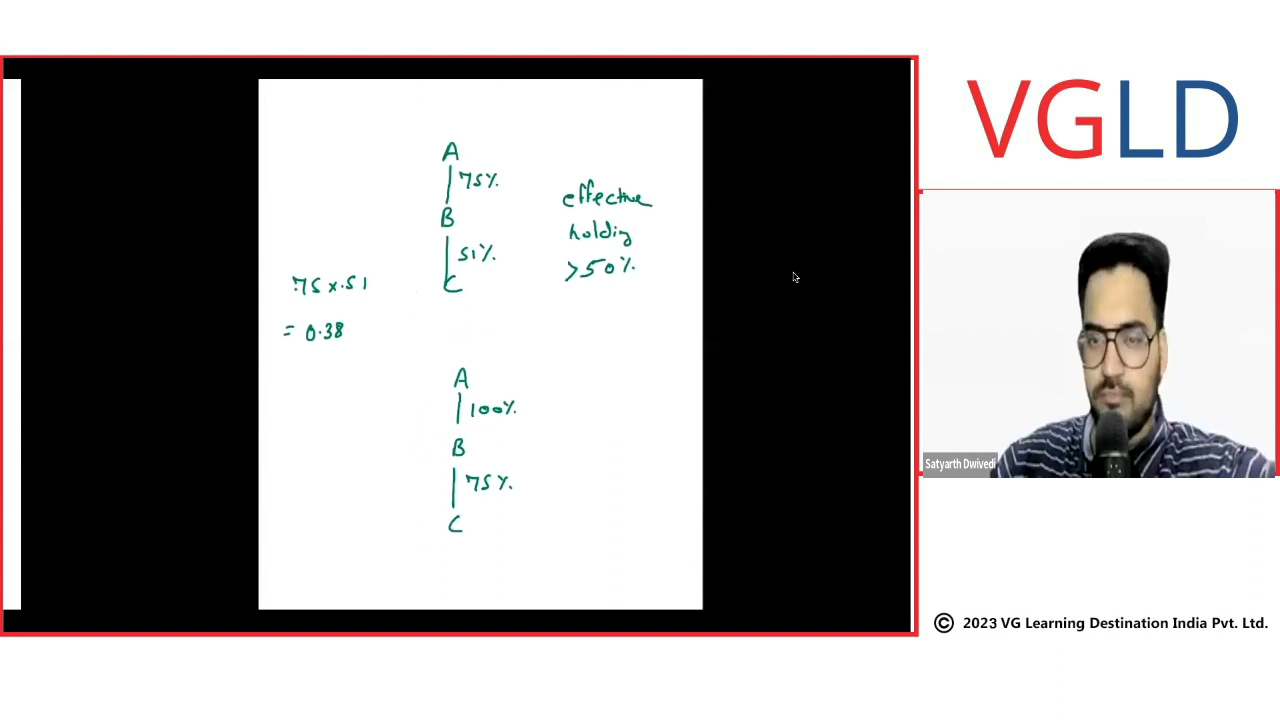 A
75%
B
51%
C
effective
holding
>50%
.75 x .51
= 0.38
A
100%
B
75%
C
VGLD
Satyarth Dwivedi
© 2023 VG Learning Destination India Pvt. Ltd.